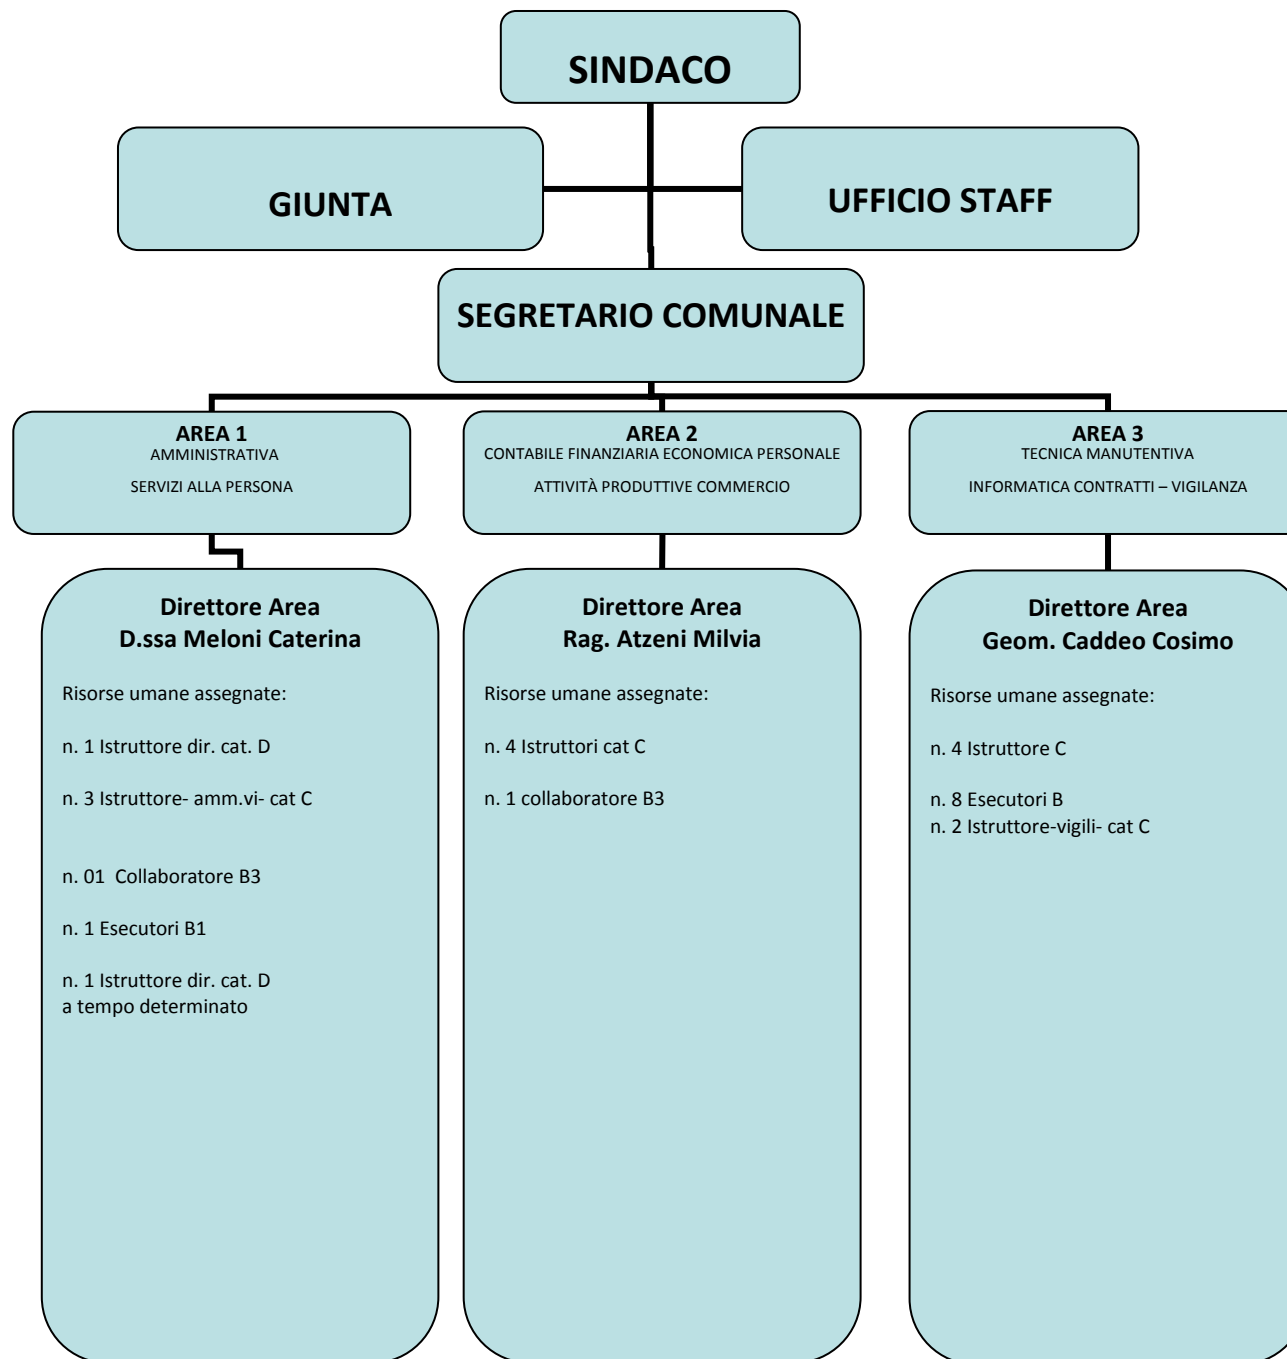 SINDACO
GIUNTA
UFFICIO STAFF
SEGRETARIO COMUNALE
AREA 1
AMMINISTRATIVA
SERVIZI ALLA PERSONA
AREA 2
CONTABILE FINANZIARIA ECONOMICA PERSONALE
ATTIVITÀ PRODUTTIVE COMMERCIO
AREA 3
TECNICA MANUTENTIVA
INFORMATICA CONTRATTI – VIGILANZA
Direttore Area
D.ssa Meloni Caterina
Risorse umane assegnate:
n. 1 Istruttore dir. cat. D
n. 3 Istruttore- amm.vi- cat C
n. 01  Collaboratore B3
n. 1 Esecutori B1
n. 1 Istruttore dir. cat. D
a tempo determinato
Direttore Area
Rag. Atzeni Milvia
Risorse umane assegnate:
n. 4 Istruttori cat C
n. 1 collaboratore B3
Direttore Area
Geom. Caddeo Cosimo
Risorse umane assegnate:
n. 4 Istruttore C
n. 8 Esecutori B
n. 2 Istruttore-vigili- cat C